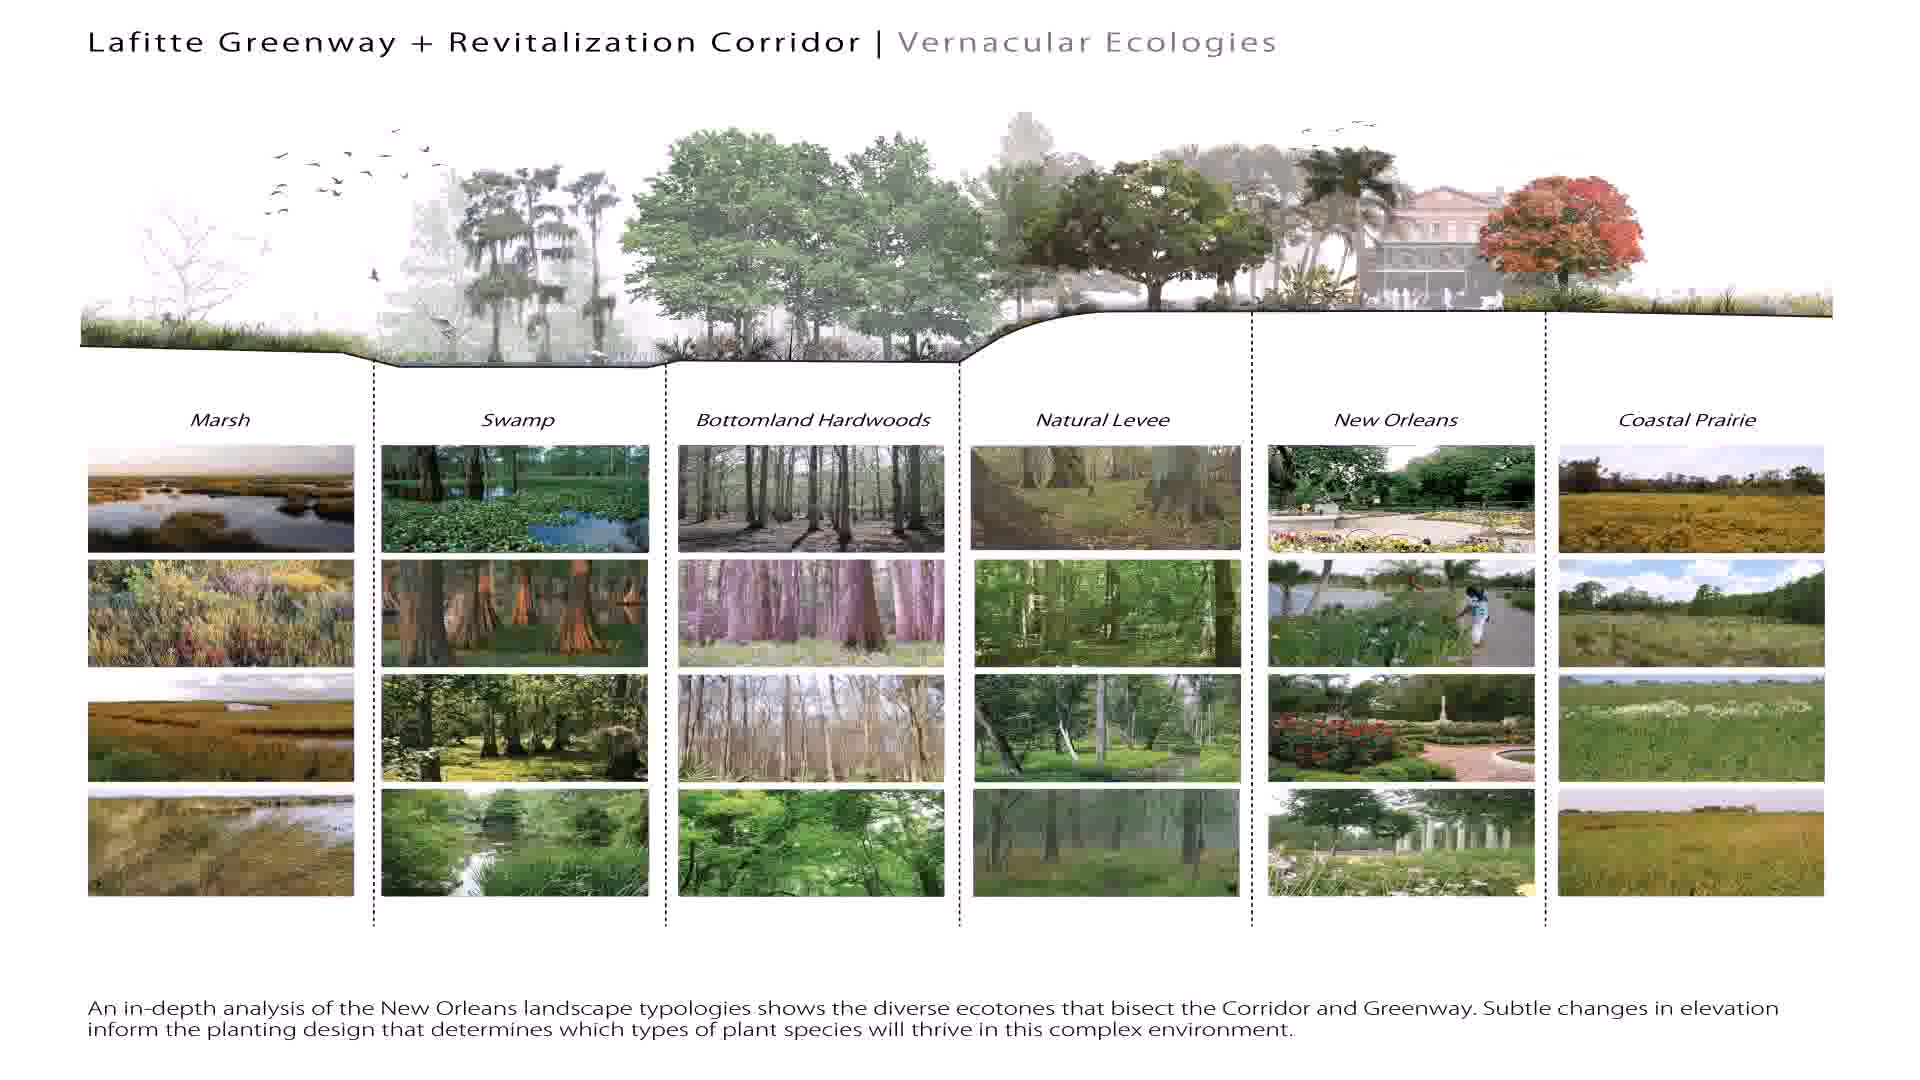 Lafitte Greenway + Revitalization Corridor | Vernacular Ecologies
Marsh
Swamp
Bottomland Hardwoods
Natural Levee
New Orleans
Coastal Prairie
An in-depth analysis of the New Orleans landscape typologies shows the diverse ecotones that bisect the Corridor and Greenway. Subtle changes in elevation
inform the planting design that determines which types of plant species will thrive in this complex environment.